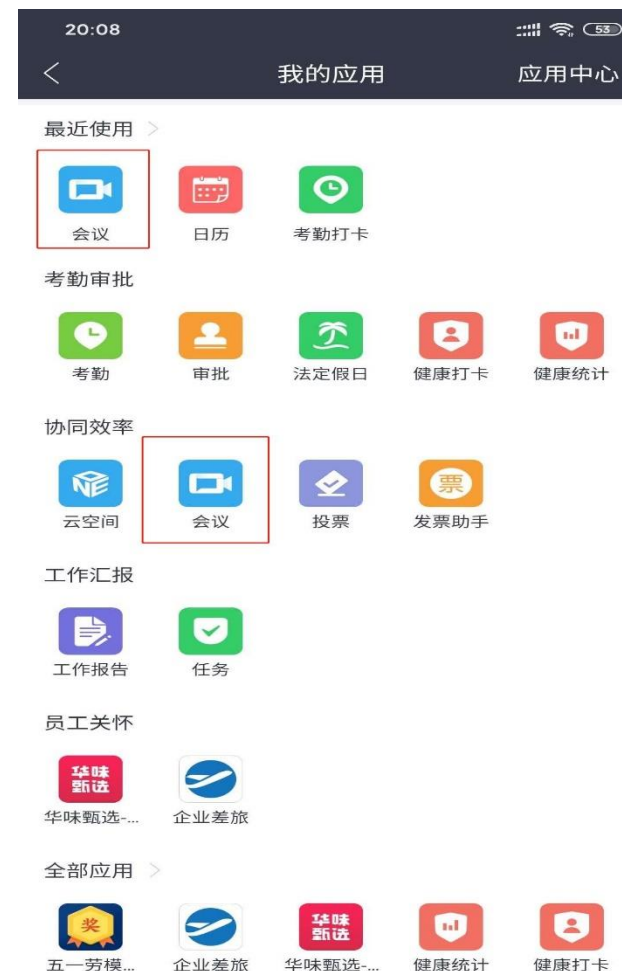 20:08
53
我的应用
应用中心
最近使用
会议 日历 考勤打卡
考勤审批
考勤 审批 法定假日 健康打卡 健康统计
协同效率
NE
票
云空间 会议 投票 发票助手
工作汇报
工作报告 任务
员工关怀
华味
甄选
华味甄选-... 企业差旅
全部应用
奖
华味
甄选
五一劳模... 企业差旅 华味甄选-... 健康统计 健康打卡